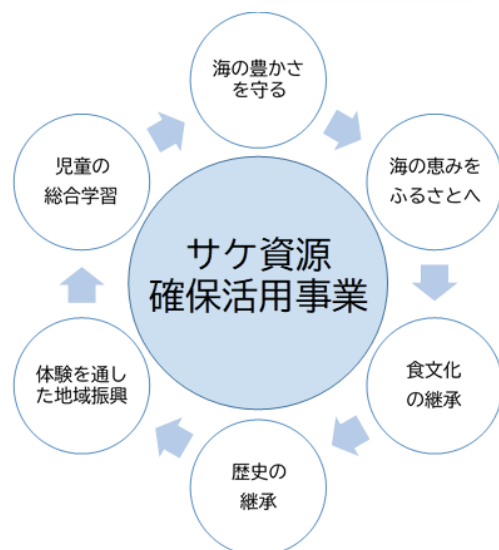 海の豊かさ
を守る
海の恵みを
ふるさとへ
食文化
の継承
歴史の
継承
体験を通し
た地域振興
児童の
総合学習
サケ資源
確保活用事業